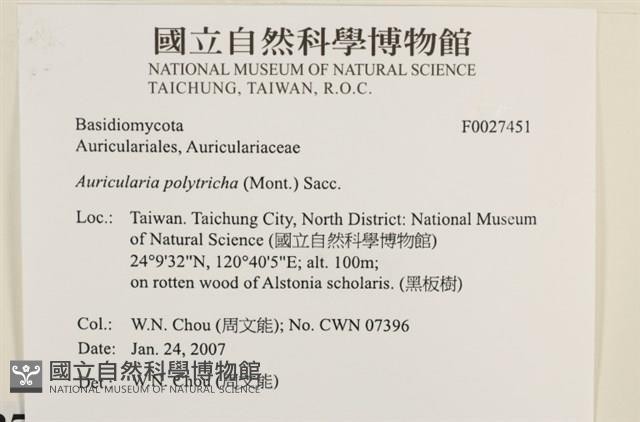 國立自然科學博物館
NATIONAL MUSEUM OF NATURAL SCIENCE
TAICHUNG, TAIWAN, R.O.C.
Basidiomycota F0027451
Auriculariales, Auriculariaceae
Auricularia polytricha (Mont.) Sacc.
Loc.: Taiwan. Taichung City, North District: National Museum
of Natural Science (國立自然科學博物館)
24°9'32"N, 120°40'5"E; alt. 100m;
on rotten wood of Alstonia scholaris. (黑板樹)
Col.: W.N. Chou (周文能); No. CWN 07396
Date: Jan. 24, 2007
Det.: W.N. Chou (周文能)
國立自然科學博物館
NATIONAL MUSEUM OF NATURAL SCIENCE